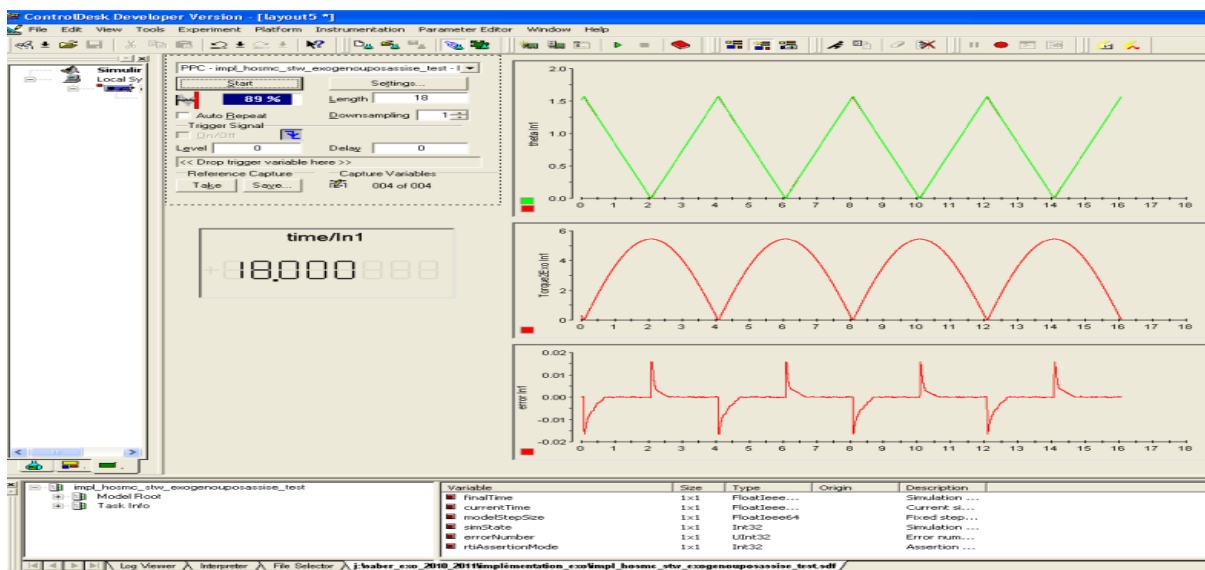 ControlDesk Developer Version - [layout5 *]
File Edit View Tools Experiment Platform Instrumentation Parameter Editor Window Help
Simulir
Local Sy
PPC - impl_hosmc_stw_exogenouposassise_test -
Start Settings...
89 % Length 18
Auto Repeat Downsampling 1
Trigger Signal
On/Off
Level 0 Delay 0
<< Drop trigger variable here >>
Reference Capture Capture Variables
Take Save... 004 of 004
time/In1
+18.000
theta In1
2.0
1.5
1.0
0.5
0.0
0 1 2 3 4 5 6 7 8 9 10 11 12 13 14 15 16 17 18
Torque2Exo In1
6
4
2
0
0 1 2 3 4 5 6 7 8 9 10 11 12 13 14 15 16 17 18
error In1
0.02
0.01
0.00
-0.01
-0.02
0 1 2 3 4 5 6 7 8 9 10 11 12 13 14 15 16 17 18
impl_hosmc_stw_exogenouposassise_test
Model Root
Task Info
Variable Size Type Origin Description
finalTime 1x1 FloatIeee... Simulation ...
currentTime 1x1 FloatIeee... Current si...
modelStepSize 1x1 FloatIeee64 Fixed step...
simState 1x1 Int32 Simulation ...
errorNumber 1x1 UInt32 Error num...
rtiAssertionMode 1x1 Int32 Assertion ...
Log Viewer Interpreter File Selector j:\saber_exo_2010_2011\implémentation_exo\impl_hosmc_stw_exogenouposassise_test.sdf